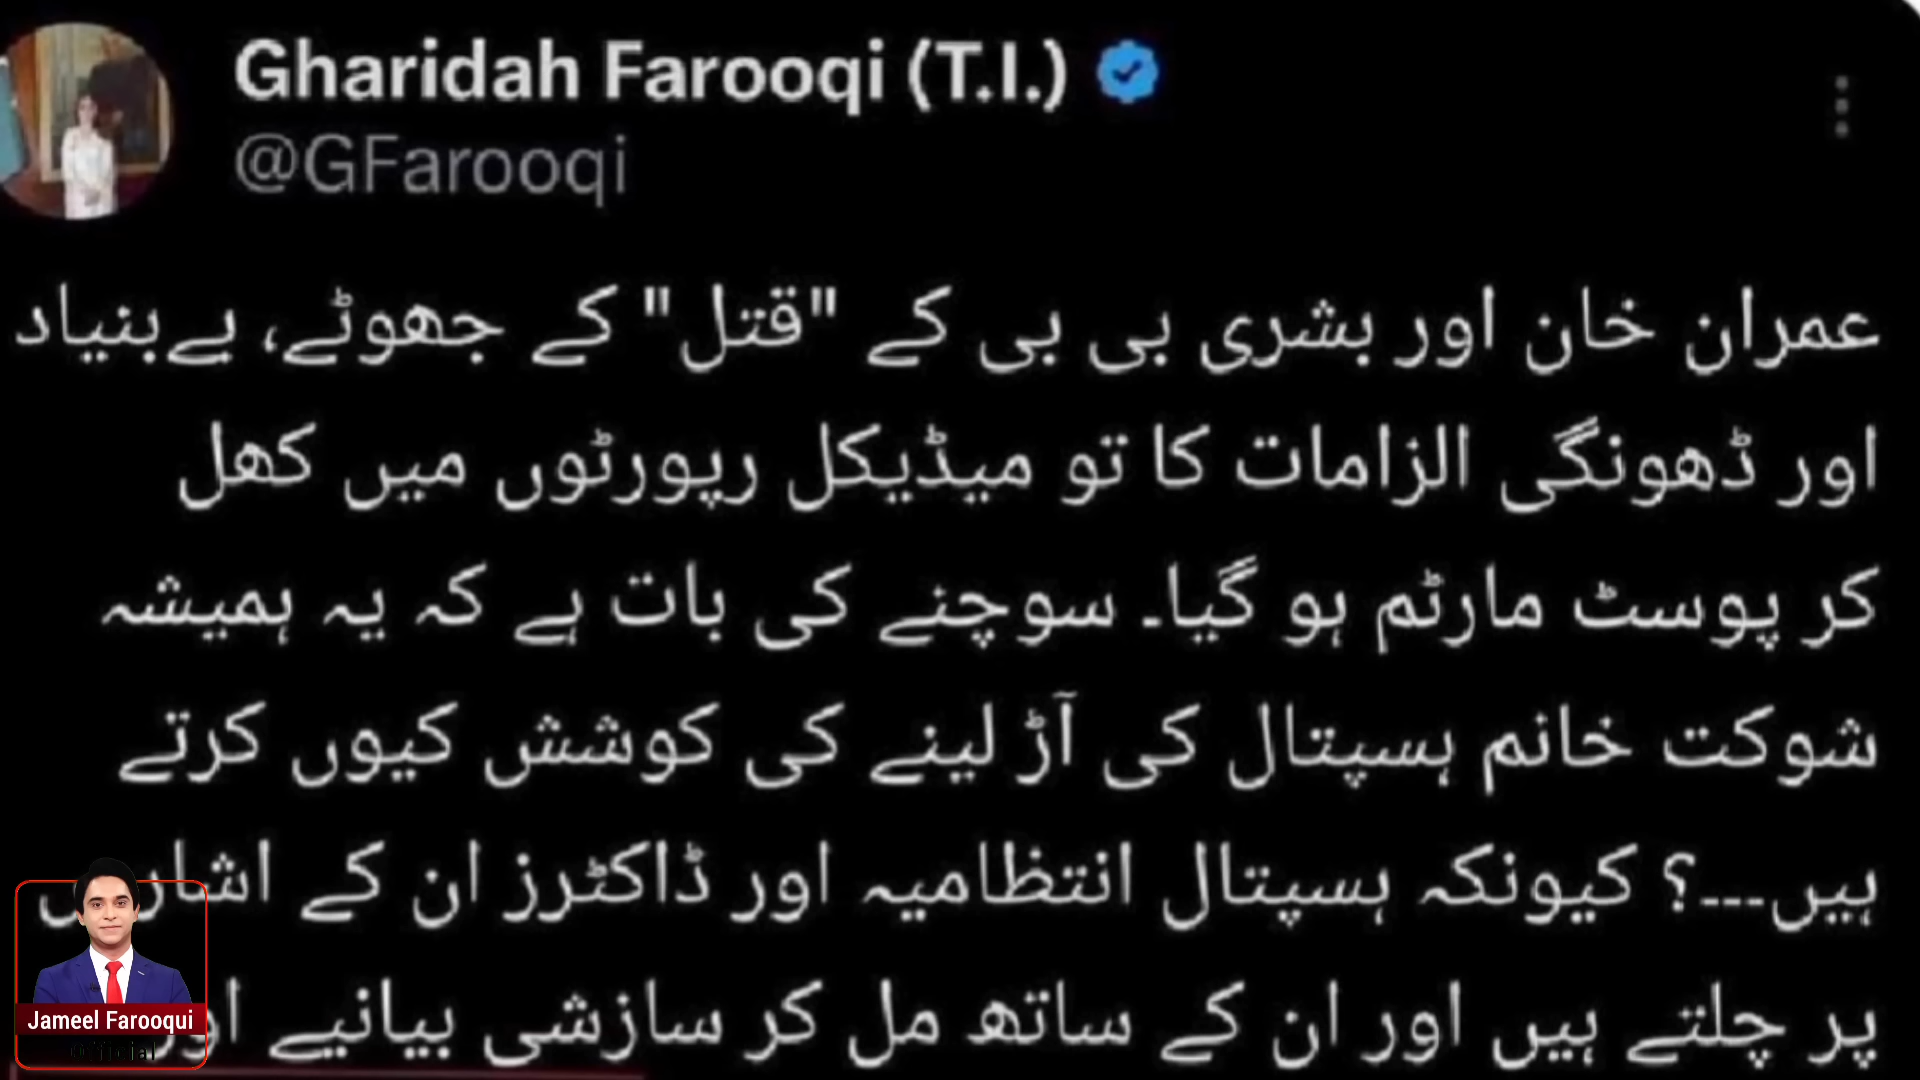 Gharidah Farooqi (T.I.)
@GFarooqi
عمران خان اور بشری بی بی کے "قتل" کے جھوٹے، بےبنیاد
اور ڈھونگی الزامات کا تو میڈیکل رپورٹوں میں کھل
کر پوسٹ مارٹم ہو گیا۔ سوچنے کی بات ہے کہ یہ ہمیشہ
شوکت خانم ہسپتال کی آڑ لینے کی کوشش کیوں کرتے
ہیں---؟ کیونکہ ہسپتال انتظامیہ اور ڈاکٹرز ان کے
پر چلتے ہیں اور ان کے ساتھ مل کر سازشی بیانیے اور
Jameel Farooqui
Official